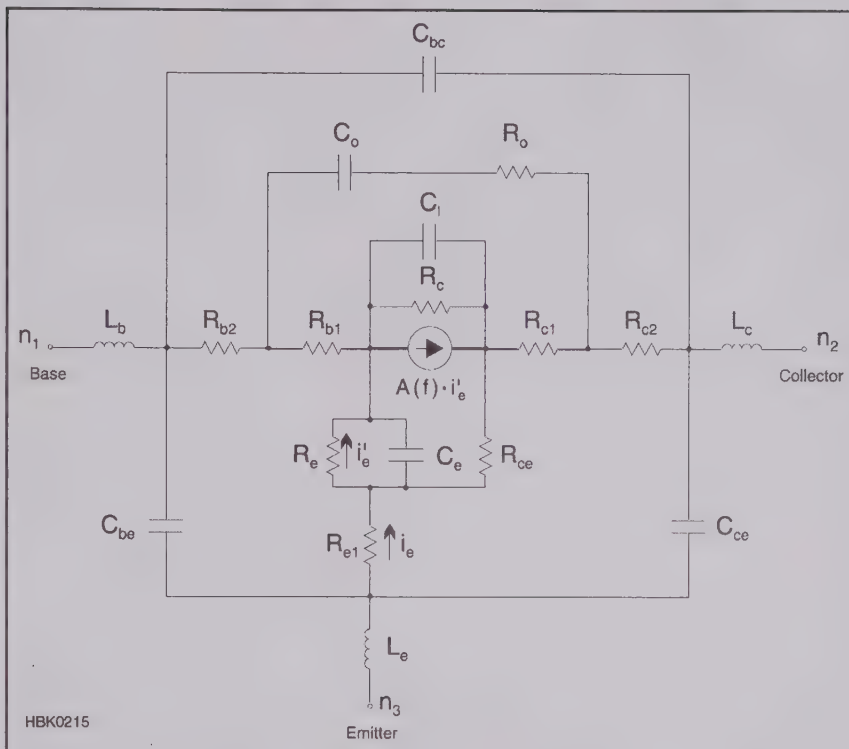 C_bc
C_o
R_o
C_i
R_c
n_1
L_b
R_b2
R_b1
R_c1
R_c2
L_c
n_2
Base
A(f)·i'_e
Collector
R_e
i'_e
C_e
R_ce
C_be
R_e1
i_e
C_ce
L_e
HBK0215
n_3
Emitter